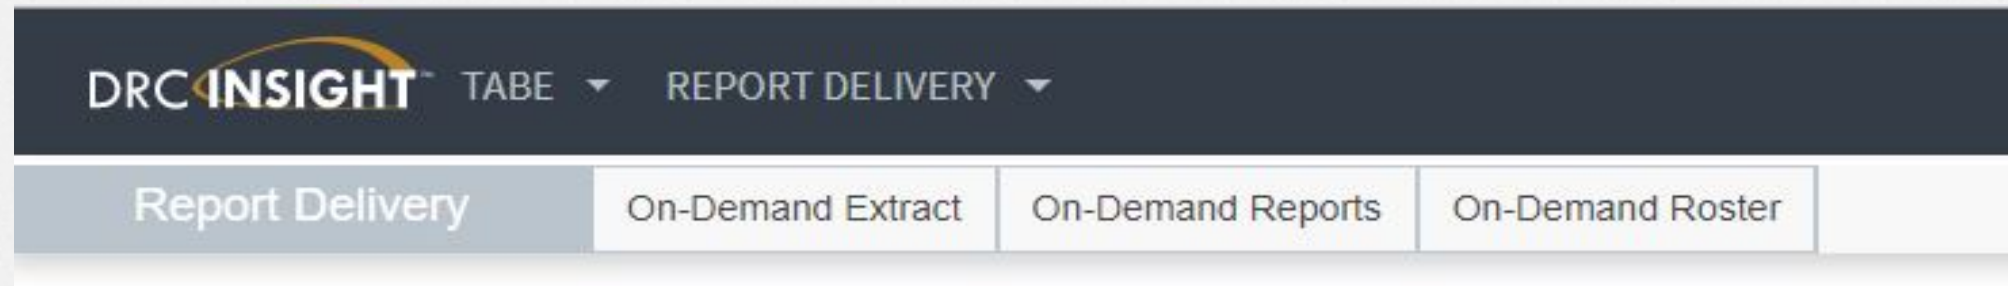 DRC INSIGHT™ TABE REPORT DELIVERY
Report Delivery On-Demand Extract On-Demand Reports On-Demand Roster